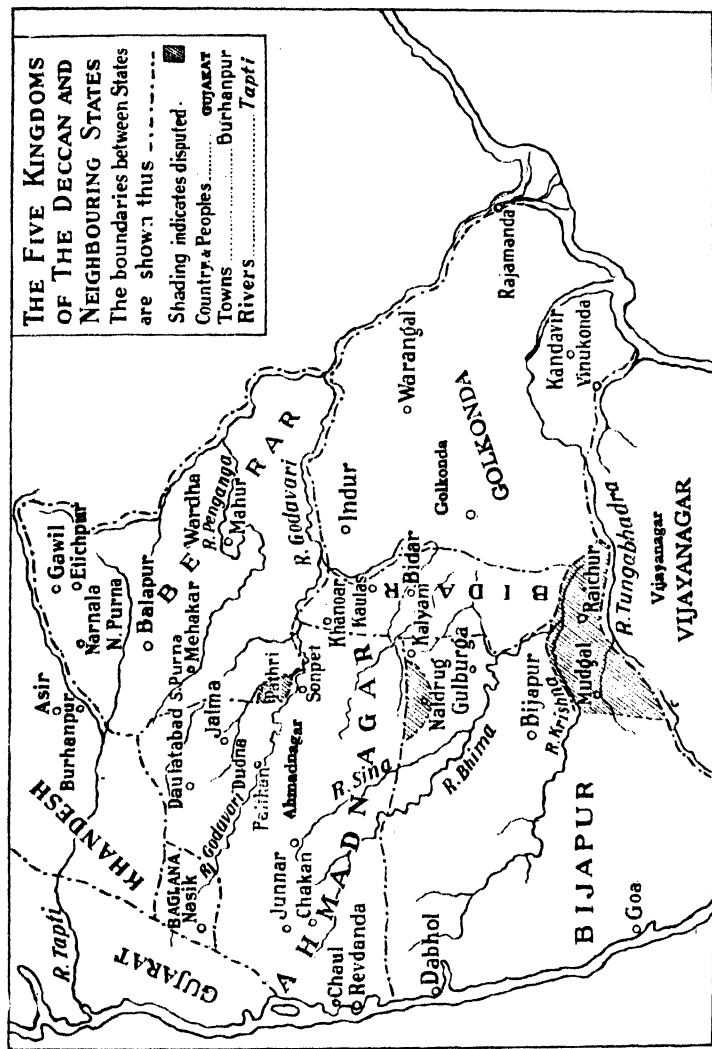 THE FIVE KINGDOMS
OF THE DECCAN AND
NEIGHBOURING STATES
The boundaries between States
are shown thus
Shading indicates disputed.
Country & Peoples ........ GUJARAT
Towns .................. Burhanpur
Rivers .................. Tapti
Asir
Burhanpur
Gawil
Elichpur
Narnala
N. Purna
Balapur
BERAR
Wardha
R. Penganga
Mahur
Mehakar
S. Purna
KHANDESH
R. Tapti
GUJARAT
BAGLANA
Nasik
Daulatabad
Jalma
R. Godavari
Dudna
Pathri
Sonpet
Ahmadnagar
Junnar
Chakan
AHMADNAGAR
R. Sina
Chaul
Revdanda
R. Godavari
Indur
Khanoar
Kaulas
Bidar
BIDAR
Kalyani
Naldrug
Gulburga
R. Bhima
Warangal
Golkonda
GOLKONDA
Rajamanda
Kandavir
Vinukonda
Dabhol
Bijapur
R. Krishna
BIJAPUR
Goa
Mudgal
Raichur
R. Tungabhadra
Vijayanagar
VIJAYANAGAR